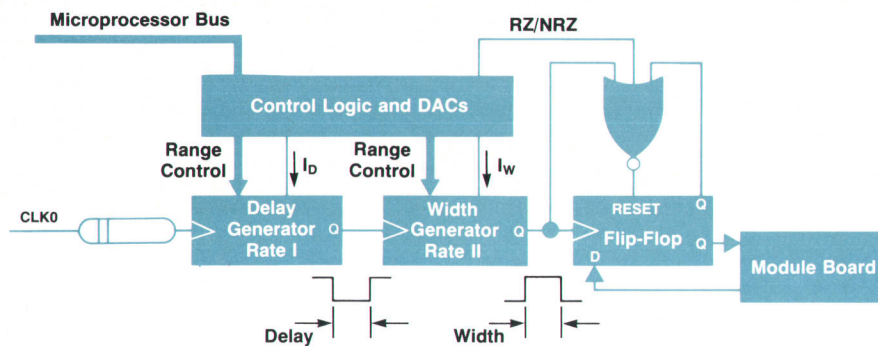 Microprocessor Bus
RZ/NRZ
Control Logic and DACs
Range
Control
I_D
Range
Control
I_W
CLK0
Delay
Generator
Rate I
Q
Width
Generator
Rate II
Q
RESET
Q
Flip-Flop
Q
D
Module Board
Delay
Width